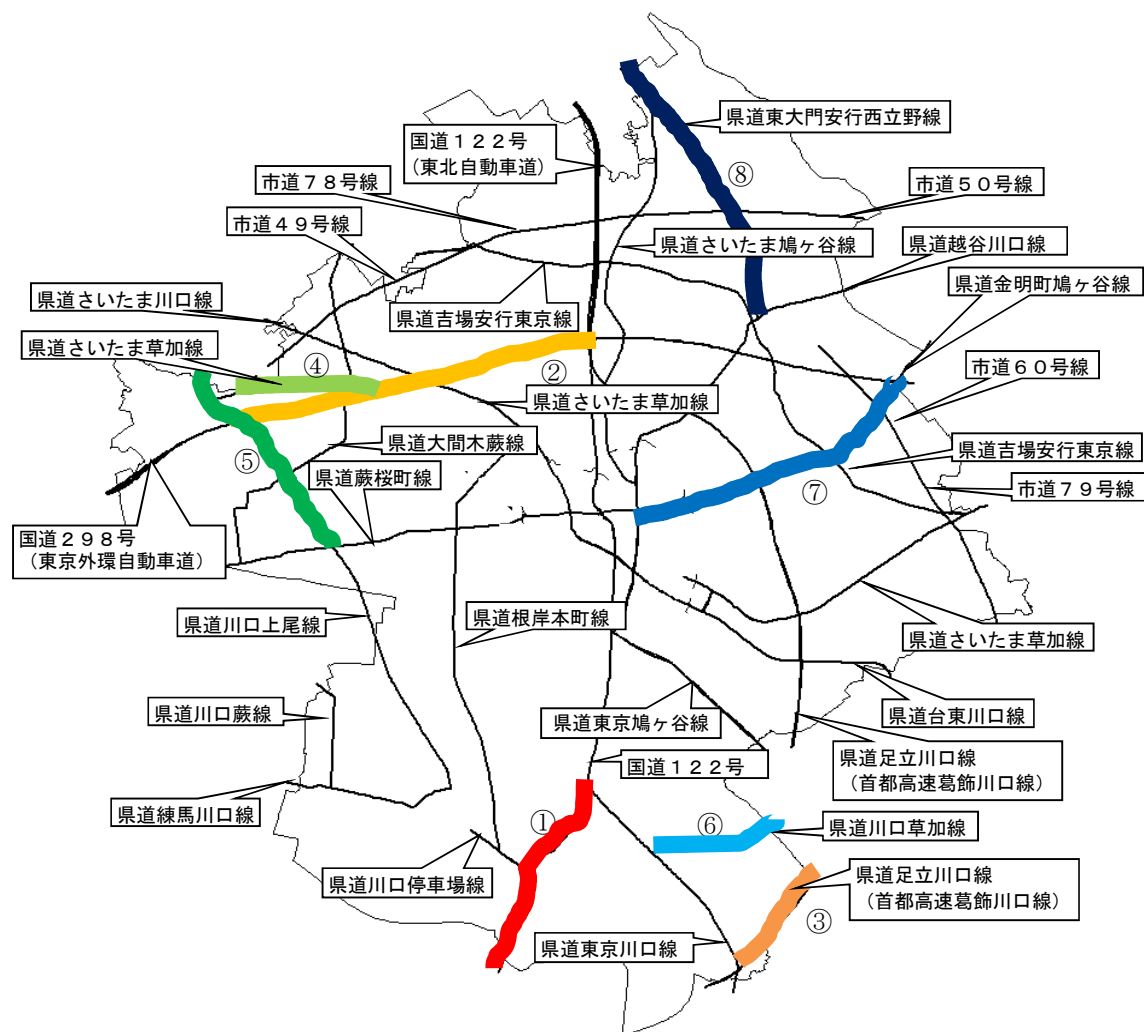 県道東大門安行西立野線
国道１２２号
（東北自動車道）
⑧
市道７８号線
市道５０号線
市道４９号線
県道さいたま鳩ヶ谷線
県道越谷川口線
県道金明町鳩ヶ谷線
県道さいたま川口線
県道吉場安行東京線
県道さいたま草加線
④
②
市道６０号線
県道さいたま草加線
県道大間木蕨線
県道吉場安行東京線
⑤
県道蕨桜町線
⑦
市道７９号線
国道２９８号
（東京外環自動車道）
県道川口上尾線
県道根岸本町線
県道さいたま草加線
県道川口蕨線
県道東京鳩ヶ谷線
県道台東川口線
国道１２２号
県道足立川口線
（首都高速葛飾川口線）
県道練馬川口線
①
⑥
県道川口草加線
県道川口停車場線
県道足立川口線
（首都高速葛飾川口線）
③
県道東京川口線